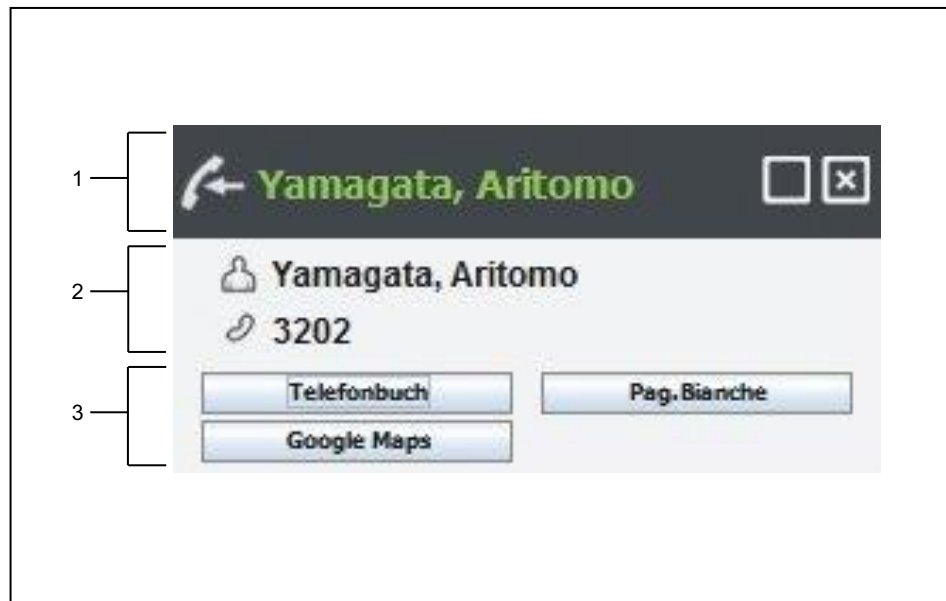 1
Yamagata, Aritomo
2
Yamagata, Aritomo
3202
3
Telefonbuch Pag.Bianche
Google Maps